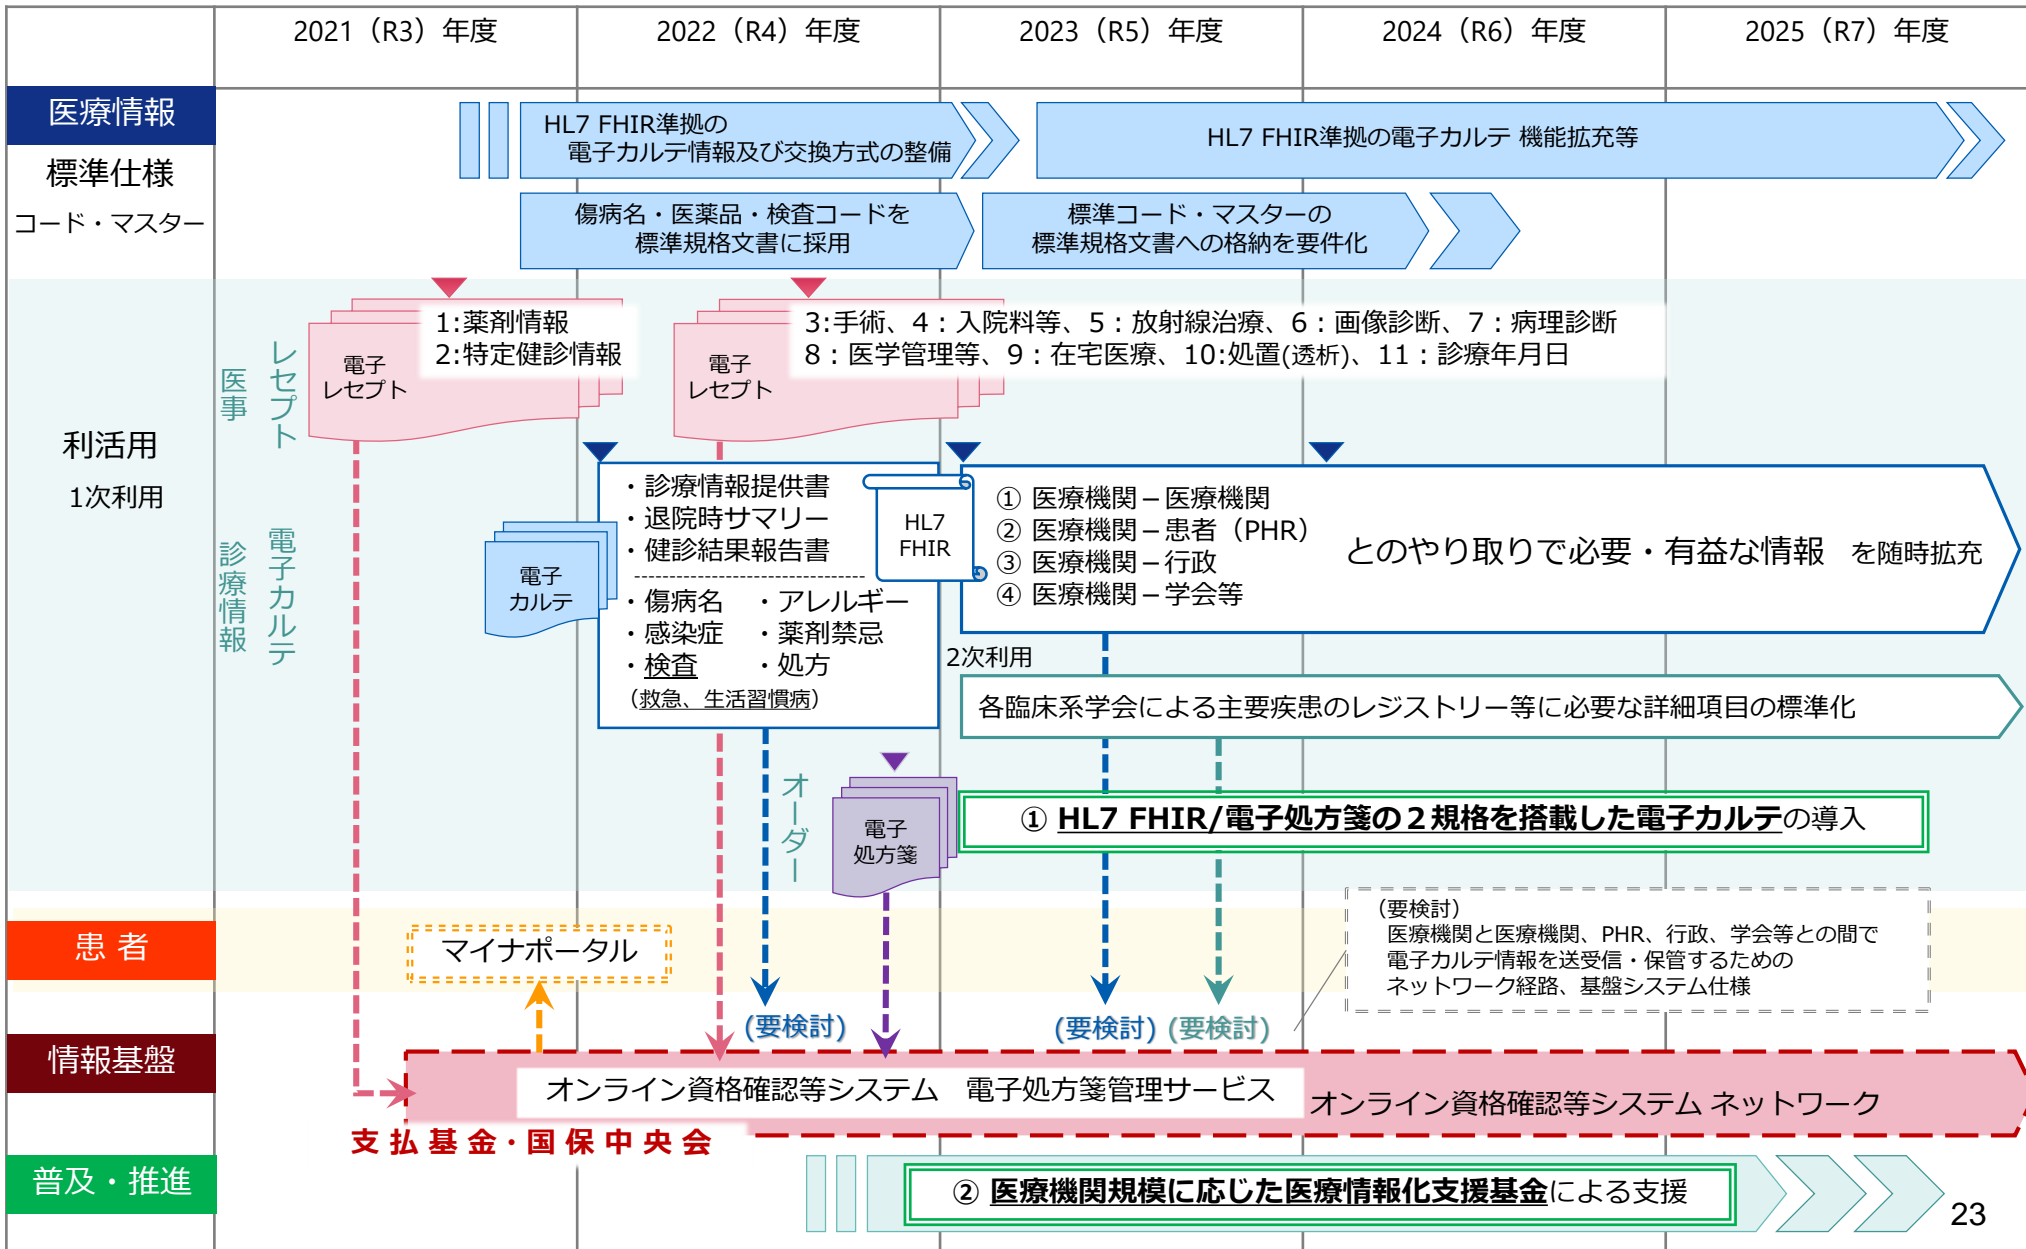 2021（R3）年度
2022（R4）年度
2023（R5）年度
2024（R6）年度
2025（R7）年度
医療情報
標準仕様
コード・マスター
HL7 FHIR準拠の
電子カルテ情報及び交換方式の整備
HL7 FHIR準拠の電子カルテ 機能拡充等
傷病名・医薬品・検査コードを
標準規格文書に採用
標準コード・マスターの
標準規格文書への格納を要件化
利活用
1次利用
医事
レセプト
電子
レセプト
1:薬剤情報
2:特定健診情報
電子
レセプト
3:手術、4：入院料等、5：放射線治療、6：画像診断、7：病理診断
8：医学管理等、9：在宅医療、10:処置(透析)、11：診療年月日
診療情報
電子カルテ
電子
カルテ
・診療情報提供書
・退院時サマリー
・健診結果報告書
・傷病名　・アレルギー
・感染症　・薬剤禁忌
・検査　・処方
（救急、生活習慣病）
HL7
FHIR
① 医療機関－医療機関
② 医療機関－患者（PHR）
③ 医療機関－行政
④ 医療機関－学会等
とのやり取りで必要・有益な情報　を随時拡充
2次利用
各臨床系学会による主要疾患のレジストリー等に必要な詳細項目の標準化
オーダー
電子
処方箋
① HL7 FHIR/電子処方箋の２規格を搭載した電子カルテの導入
患 者
マイナポータル
（要検討）
医療機関と医療機関、PHR、行政、学会等との間で
電子カルテ情報を送受信・保管するための
ネットワーク経路、基盤システム仕様
(要検討)
(要検討)
(要検討)
情報基盤
オンライン資格確認等システム　電子処方箋管理サービス
オンライン資格確認等システム ネットワーク
支払基金・国保中央会
普及・推進
② 医療機関規模に応じた医療情報化支援基金による支援
23